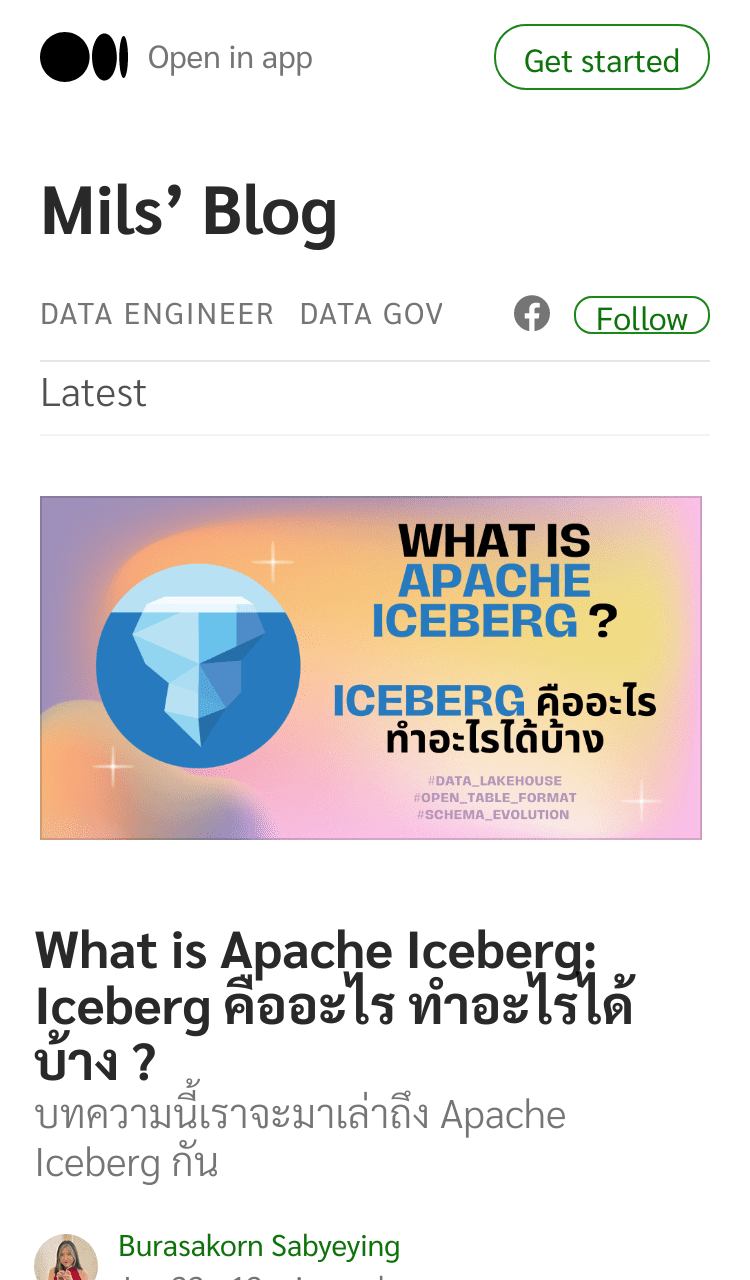 Open in app
Get started
Mils’ Blog
DATA ENGINEER DATA GOV
Follow
Latest
WHAT IS
APACHE
ICEBERG ?
ICEBERG คืออะไร
ทำอะไรได้บ้าง
#DATA_LAKEHOUSE
#OPEN_TABLE_FORMAT
#SCHEMA_EVOLUTION
What is Apache Iceberg:
Iceberg คืออะไร ทำอะไรได้
บ้าง ?
บทความนี้เราจะมาเล่าถึง Apache
Iceberg กัน
Burasakorn Sabyeying